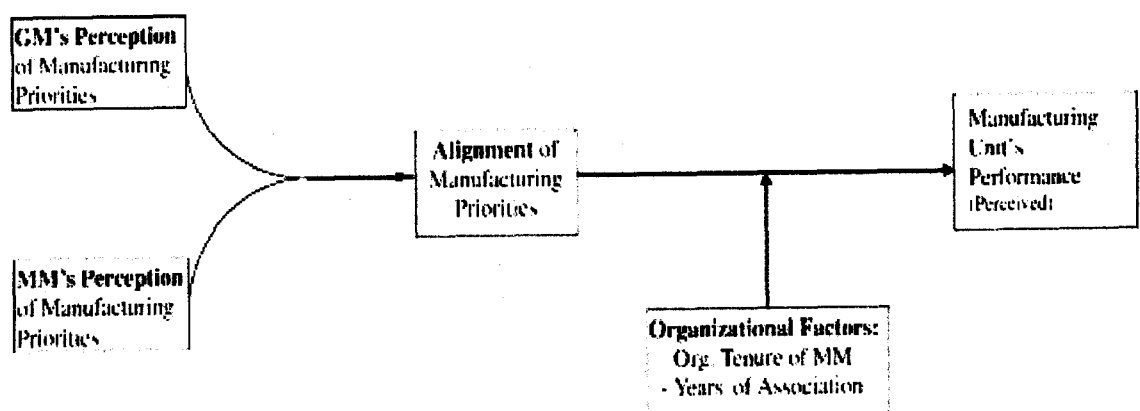 GM's Perception
of Manufacturing
Priorities
Alignment of
Manufacturing
Priorities
Manufacturing
Unit's
Performance
(Perceived)
MM's Perception
of Manufacturing
Priorities
Organizational Factors:
Org. Tenure of MM
- Years of Association